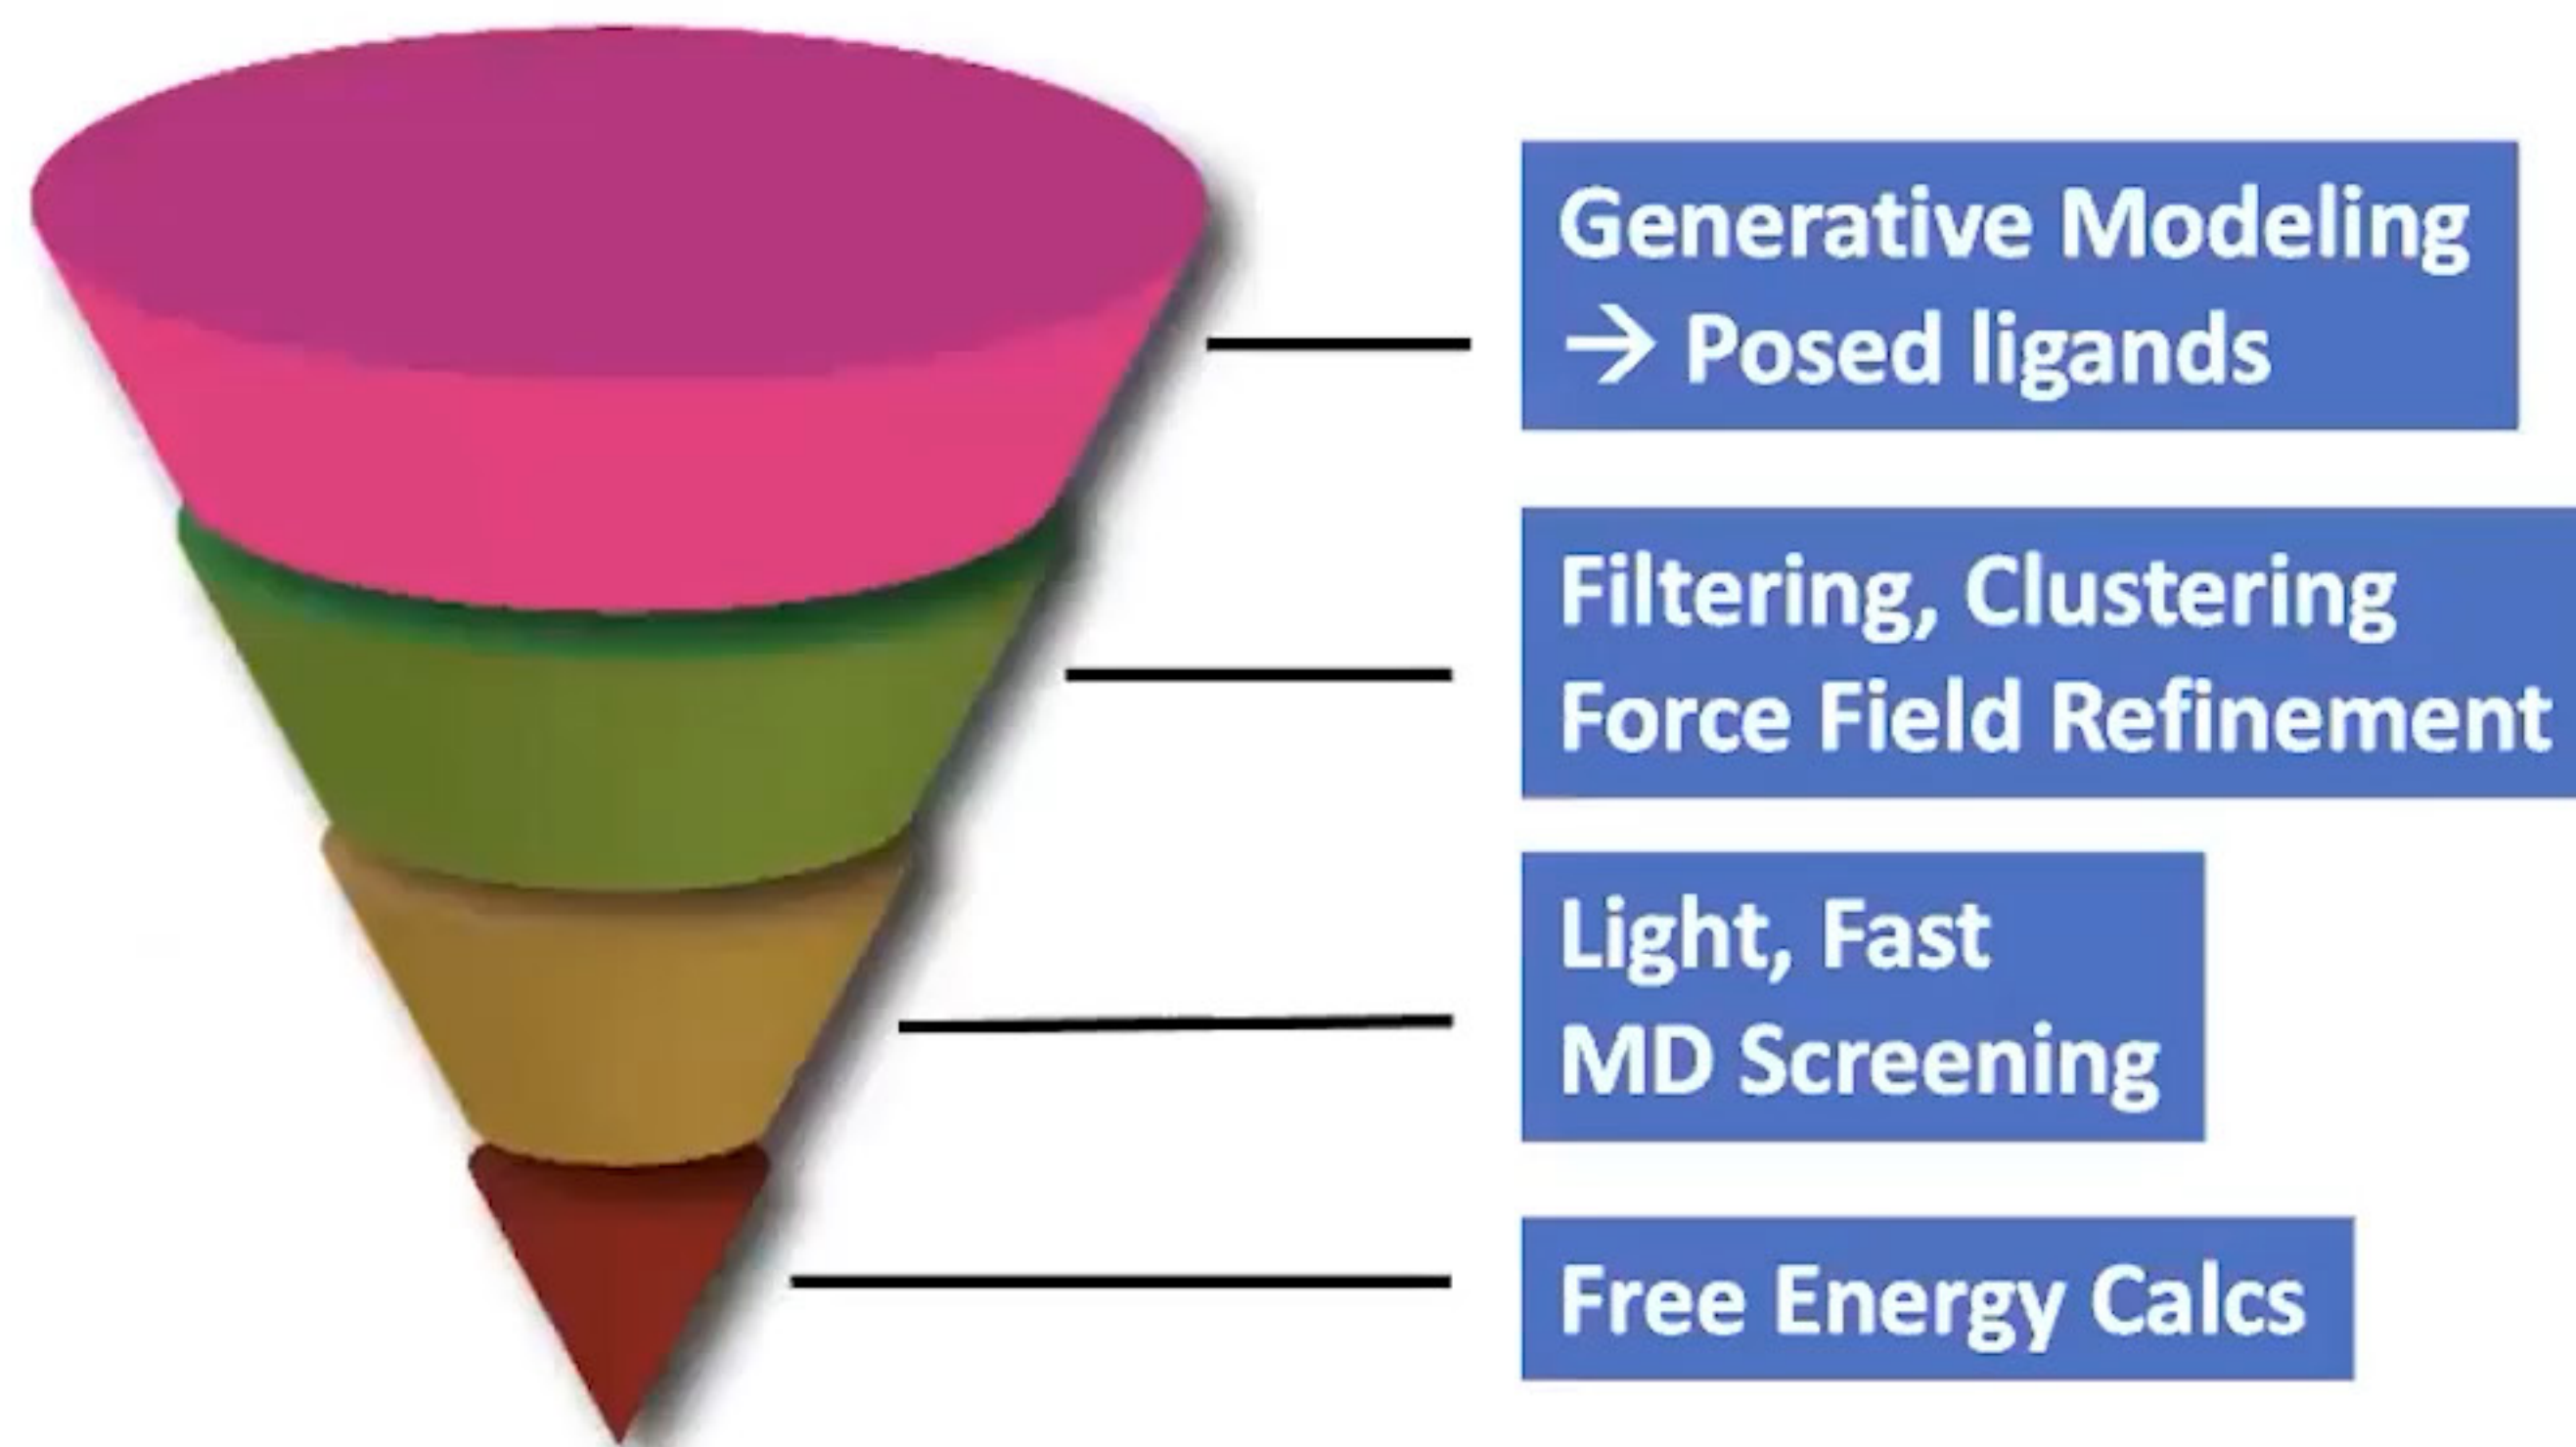 Generative Modeling
→ Posed ligands
Filtering, Clustering
Force Field Refinement
Light, Fast
MD Screening
Free Energy Calcs